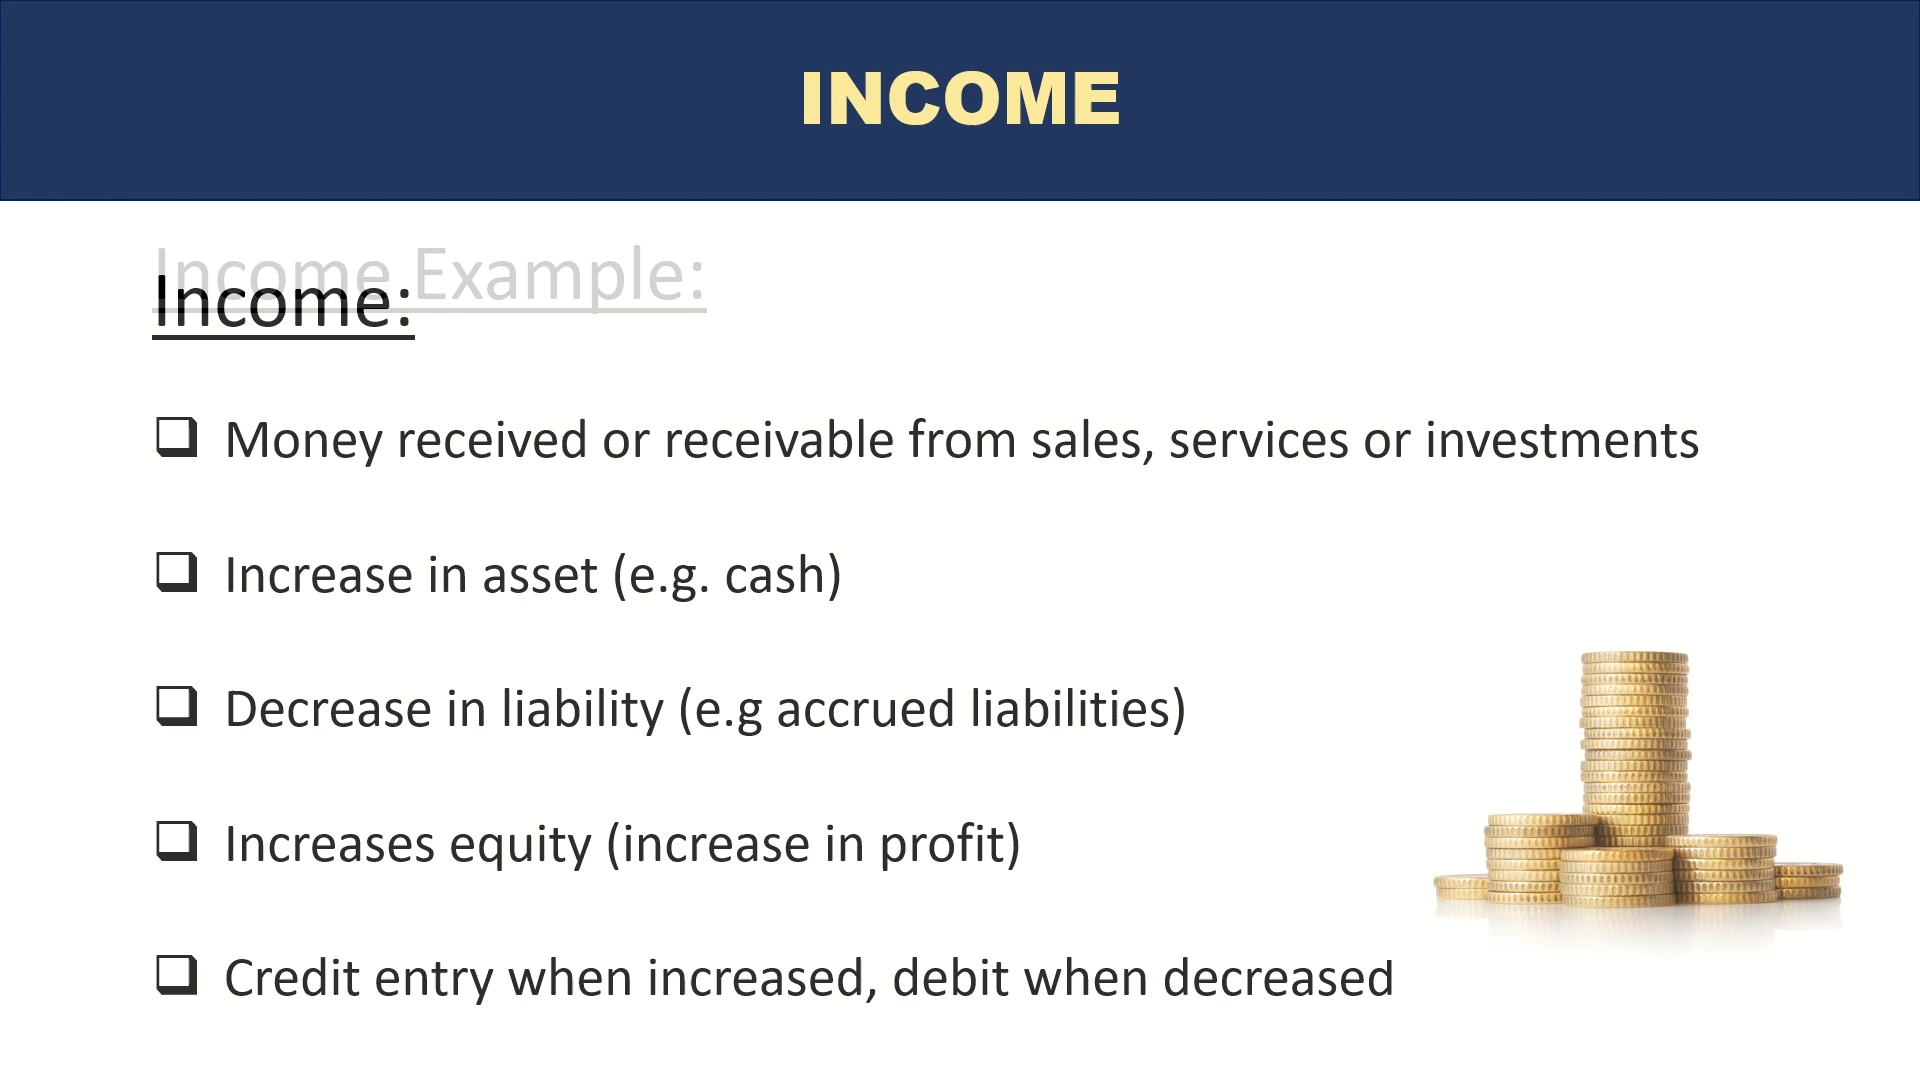 INCOME
Income Example:
Income:
Money received or receivable from sales, services or investments
Increase in asset (e.g. cash)
Decrease in liability (e.g accrued liabilities)
Increases equity (increase in profit)
Credit entry when increased, debit when decreased